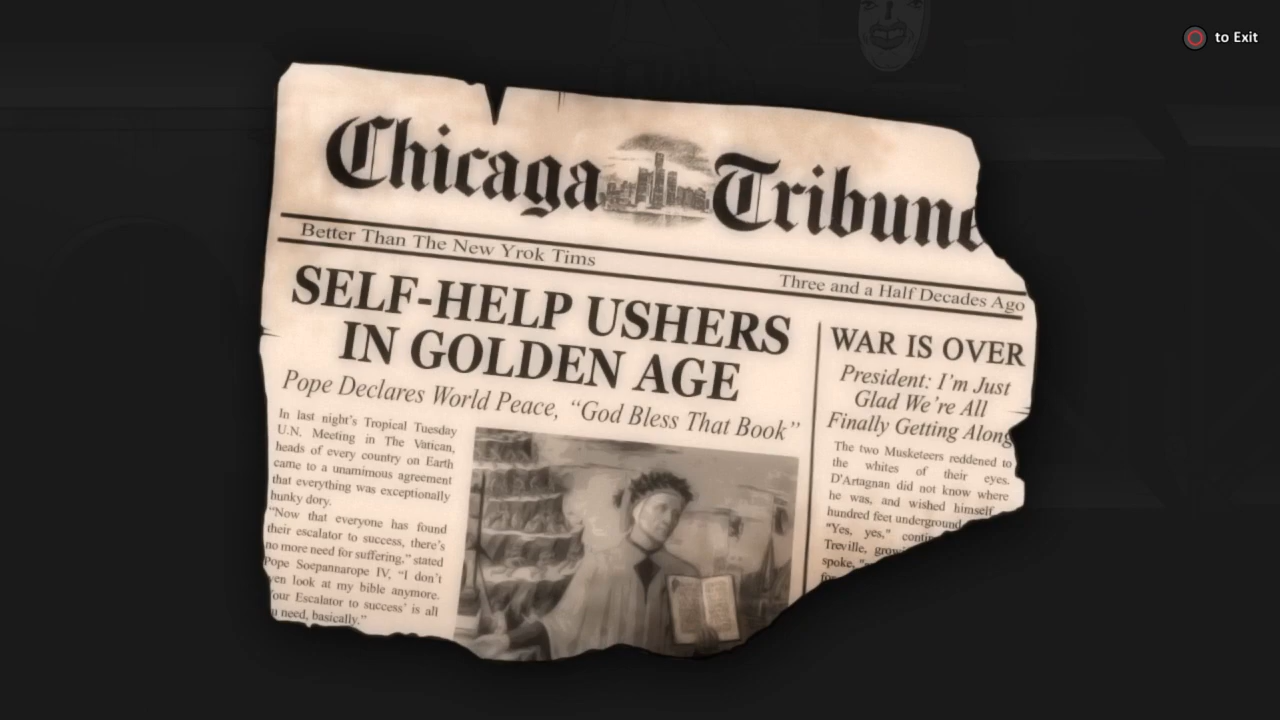 to Exit
Chicaga Tribune
Better Than The New Yrok Tims
Three and a Half Decades Ago
SELF-HELP USHERS
IN GOLDEN AGE
Pope Declares World Peace, “God Bless That Book”
In last night’s Tropical Tuesday
U.N. Meeting in The Vatican,
heads of every country on Earth
came to a unamimous agreement
that everything was exceptionally
hunky dory.
“Now that everyone has found
their escalator to success, there’s
no more need for suffering,” stated
Pope Soepannarope IV, “I don’t
ven look at my bible anymore.
our Escalator to success’ is all
u need, basically.”
WAR IS OVER
President: I’m Just
Glad We’re All
Finally Getting Along
The two Musketeers reddened to
the whites of their eyes.
D’Artagnan did not know where
he was, and wished himself
hundred feet underground
"Yes, yes," contin
Treville, grow
spoke, "
for